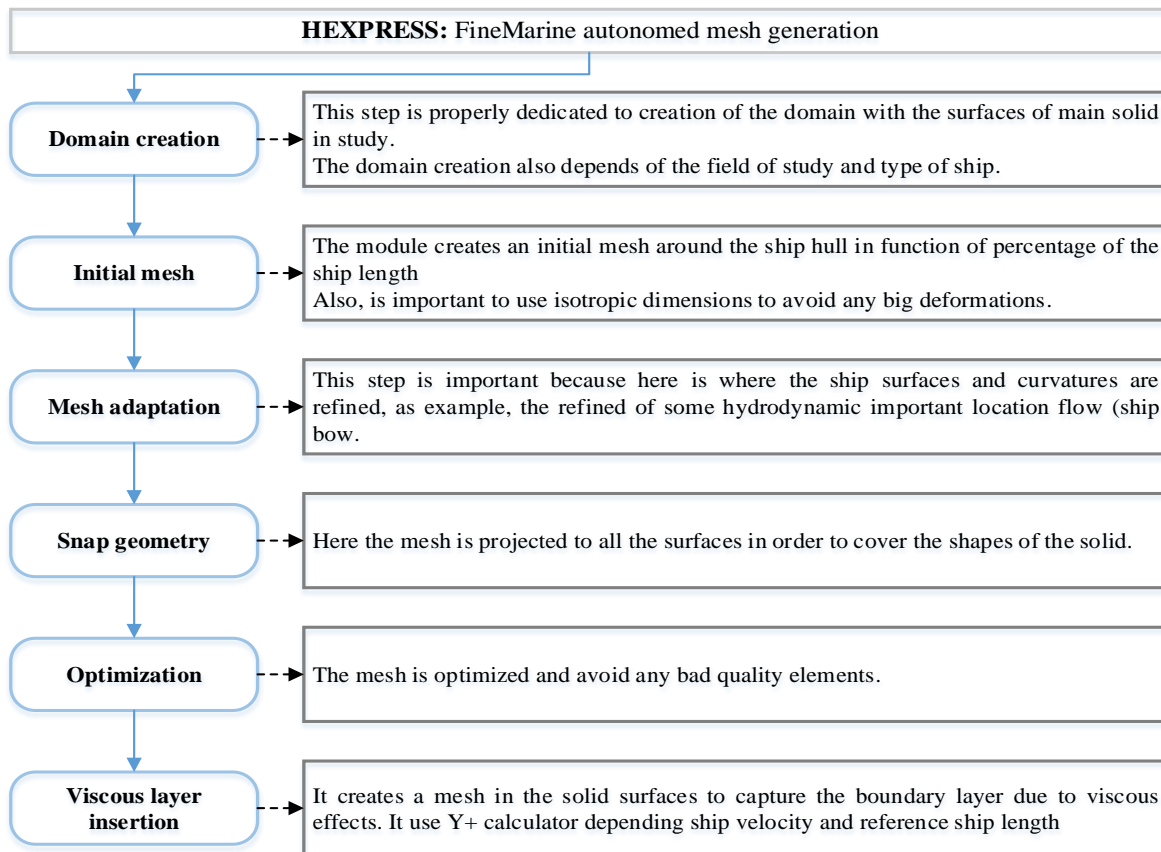 HEXPRESS: FineMarine autonomed mesh generation
Domain creation
This step is properly dedicated to creation of the domain with the surfaces of main solid
in study.
The domain creation also depends of the field of study and type of ship.
Initial mesh
The module creates an initial mesh around the ship hull in function of percentage of the
ship length
Also, is important to use isotropic dimensions to avoid any big deformations.
Mesh adaptation
This step is important because here is where the ship surfaces and curvatures are
refined, as example, the refined of some hydrodynamic important location flow (ship
bow.
Snap geometry
Here the mesh is projected to all the surfaces in order to cover the shapes of the solid.
Optimization
The mesh is optimized and avoid any bad quality elements.
Viscous layer
insertion
It creates a mesh in the solid surfaces to capture the boundary layer due to viscous
effects. It use Y+ calculator depending ship velocity and reference ship length